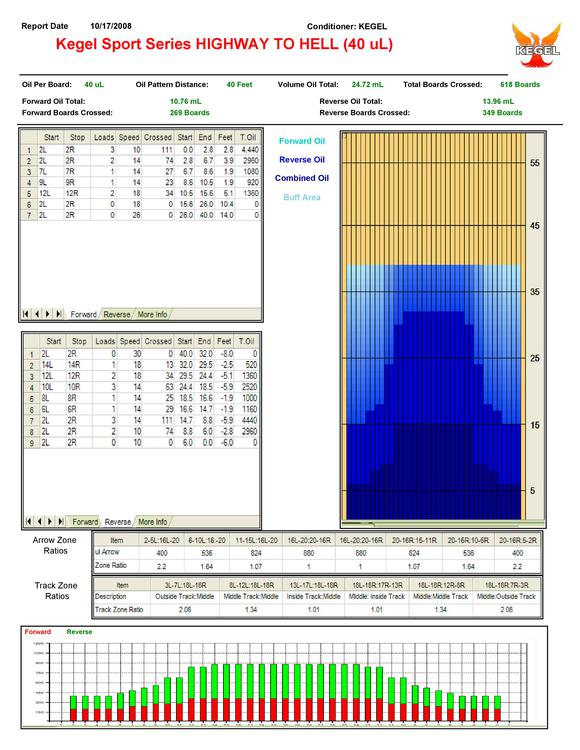 Report Date 10/17/2008 Conditioner: KEGEL
Kegel Sport Series HIGHWAY TO HELL (40 uL)
KEGEL
Oil Per Board: 40 uL Oil Pattern Distance: 40 Feet Volume Oil Total: 24.72 mL Total Boards Crossed: 618 Boards
Forward Oil Total: 10.76 mL Reverse Oil Total: 13.96 mL
Forward Boards Crossed: 269 Boards Reverse Boards Crossed: 349 Boards
Start Stop Loads Speed Crossed Start End Feet T.Oil
1 2L 2R 3 10 111 0.0 2.8 2.8 4,440
2 2L 2R 2 14 74 2.8 6.7 3.9 2960
3 7L 7R 1 14 27 6.7 8.6 1.9 1080
4 9L 9R 1 14 23 8.6 10.5 1.9 920
5 12L 12R 2 18 34 10.5 15.6 5.1 1360
6 2L 2R 0 18 0 15.6 26.0 10.4 0
7 2L 2R 0 26 0 26.0 40.0 14.0 0
Forward Reverse More Info
Forward Oil
Reverse Oil
Combined Oil
Buff Area
55
45
35
25
15
5
Start Stop Loads Speed Crossed Start End Feet T.Oil
1 2L 2R 0 30 0 40.0 32.0 -8.0 0
2 14L 14R 1 18 13 32.0 29.5 -2.5 520
3 12L 12R 2 18 34 29.5 24.4 -5.1 1360
4 10L 10R 3 14 63 24.4 18.5 -5.9 2520
5 8L 8R 1 14 25 18.5 16.6 -1.9 1000
6 6L 6R 1 14 29 16.6 14.7 -1.9 1160
7 2L 2R 3 14 111 14.7 8.8 -5.9 4440
8 2L 2R 2 10 74 8.8 6.0 -2.8 2960
9 2L 2R 0 10 0 6.0 0.0 -6.0 0
Forward Reverse More Info
Arrow Zone Ratios
Item 2-5L:16L-20 6-10L:16-20 11-15L:16L-20 16L-20:20-16R 16L-20:20-16R 20-16R:15-11R 20-16R:10-6R 20-16R:5-2R
ul Arrow 400 536 824 880 880 824 536 400
Zone Ratio 2.2 1.64 1.07 1 1 1.07 1.64 2.2
Track Zone Ratios
Item 3L-7L:18L-18R 8L-12L:18L-18R 13L-17L:18L-18R 18L-18R:17R-13R 18L-18R:12R-8R 18L-18R:7R-3R
Description Outside Track:Middle Middle Track:Middle Inside Track:Middle Middle: Inside Track Middle:Middle Track Middle:Outside Track
Track Zone Ratio 2.08 1.34 1.01 1.01 1.34 2.08
Forward Reverse